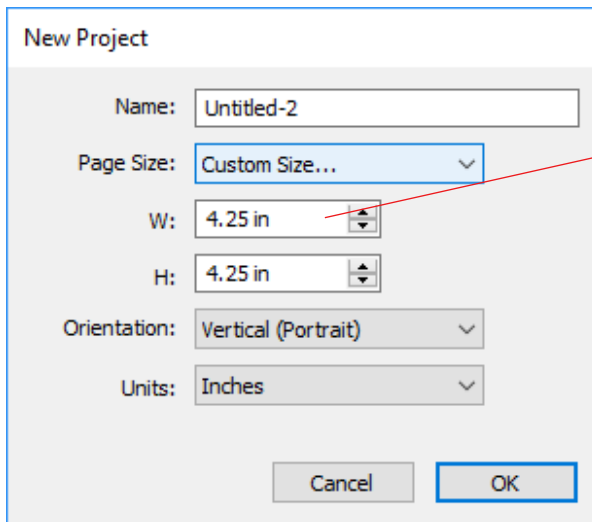 New Project
Name: Untitled-2
Page Size: Custom Size...
W: 4.25 in
H: 4.25 in
Orientation: Vertical (Portrait)
Units: Inches
Cancel OK